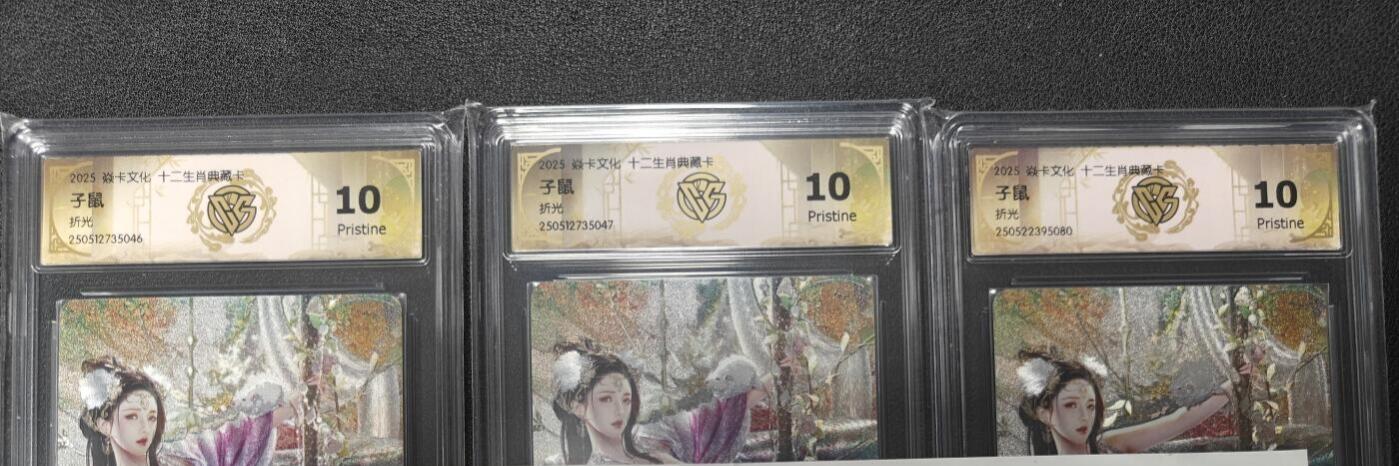 2025 焱卡文化 十二生肖典藏卡
子鼠
折光
250512735046
10
Pristine
2025 焱卡文化 十二生肖典藏卡
子鼠
折光
250512735047
10
Pristine
2025 焱卡文化 十二生肖典藏卡
子鼠
折光
250522395080
10
Pristine